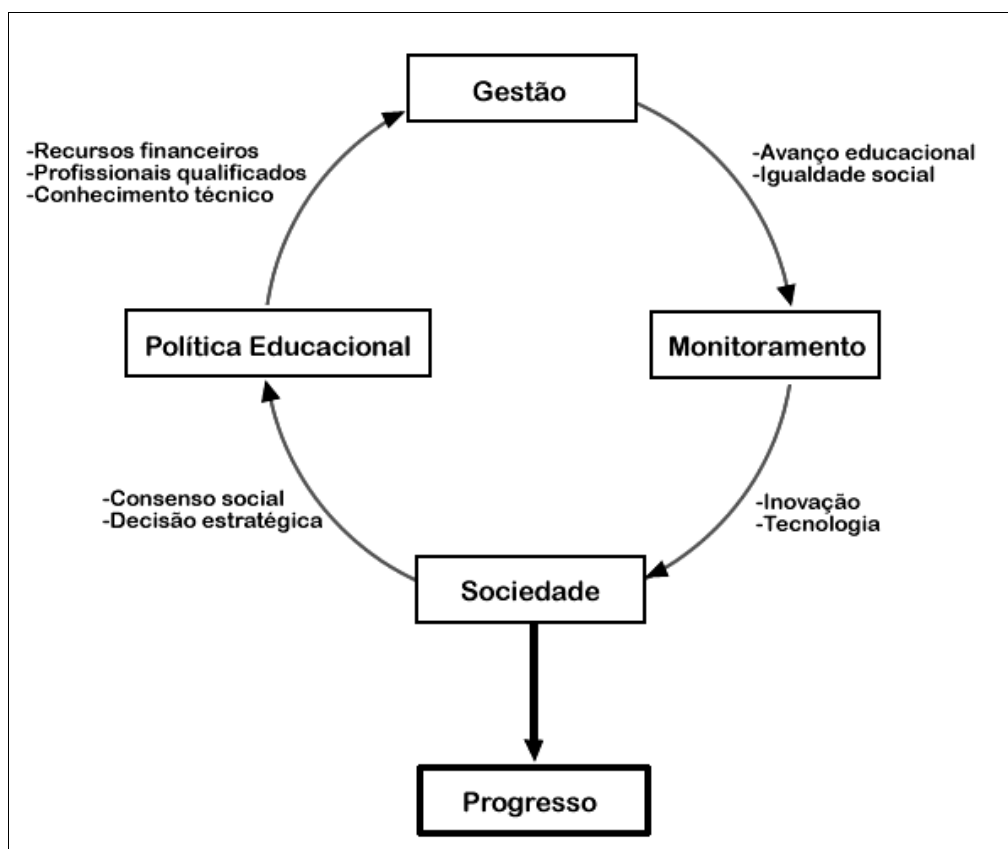 Gestão
-Recursos financeiros
-Profissionais qualificados
-Conhecimento técnico
-Avanço educacional
-Igualdade social
Política Educacional
Monitoramento
-Consenso social
-Decisão estratégica
-Inovação
-Tecnologia
Sociedade
Progresso